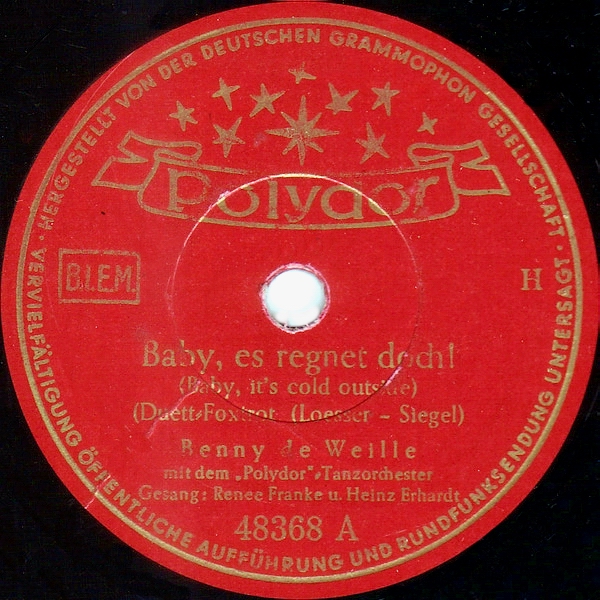 HERGESTELLT VON DER DEUTSCHEN GRAMMOPHON GESELLSCHAFT · VERVIELFÄLTIGUNG ÖFFENTLICHE AUFFÜHRUNG UND RUNDFUNKSENDUNG UNTERSAGT ·
Polydor
B.I.E.M.
H
Baby, es regnet doch!
(Baby, it's cold outside)
(Duett-Foxtrot (Loesser - Siegel)
Benny de Weille
mit dem „Polydor"-Tanzorchester
Gesang: Renee Franke u. Heinz Erhardt
48368 A